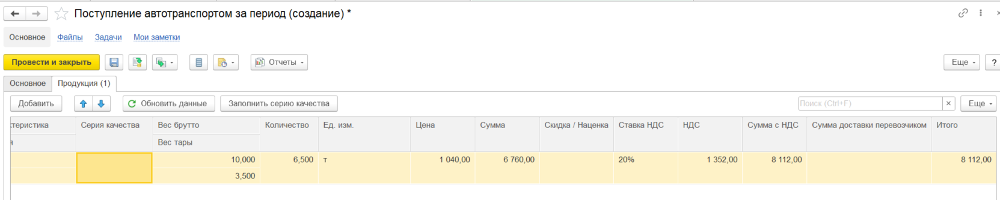 Поступление автотранспортом за период (создание) *
Основное Файлы Задачи Мои заметки
Провести и закрыть Отчеты Еще ?
Основное Продукция (1)
Добавить Обновить данные Заполнить серию качества Поиск (Ctrl+F) × Еще
ктеристика Серия качества Вес брутто Количество Ед. изм. Цена Сумма Скидка / Наценка Ставка НДС НДС Сумма с НДС Сумма доставки перевозчиком Итого
я Вес тары
10,000 6,500 т 1 040,00 6 760,00 20% 1 352,00 8 112,00 8 112,00
3,500